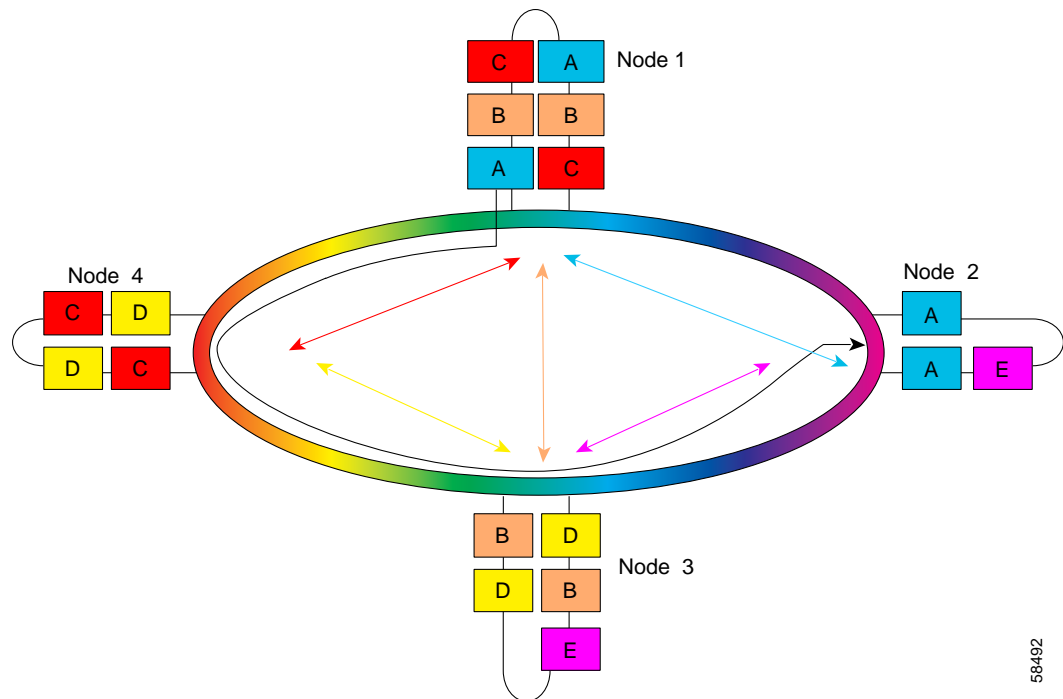 C A Node 1
B B
A C
Node 4
C D
D C
Node 2
A
A E
B D
Node 3
D B
E
58492